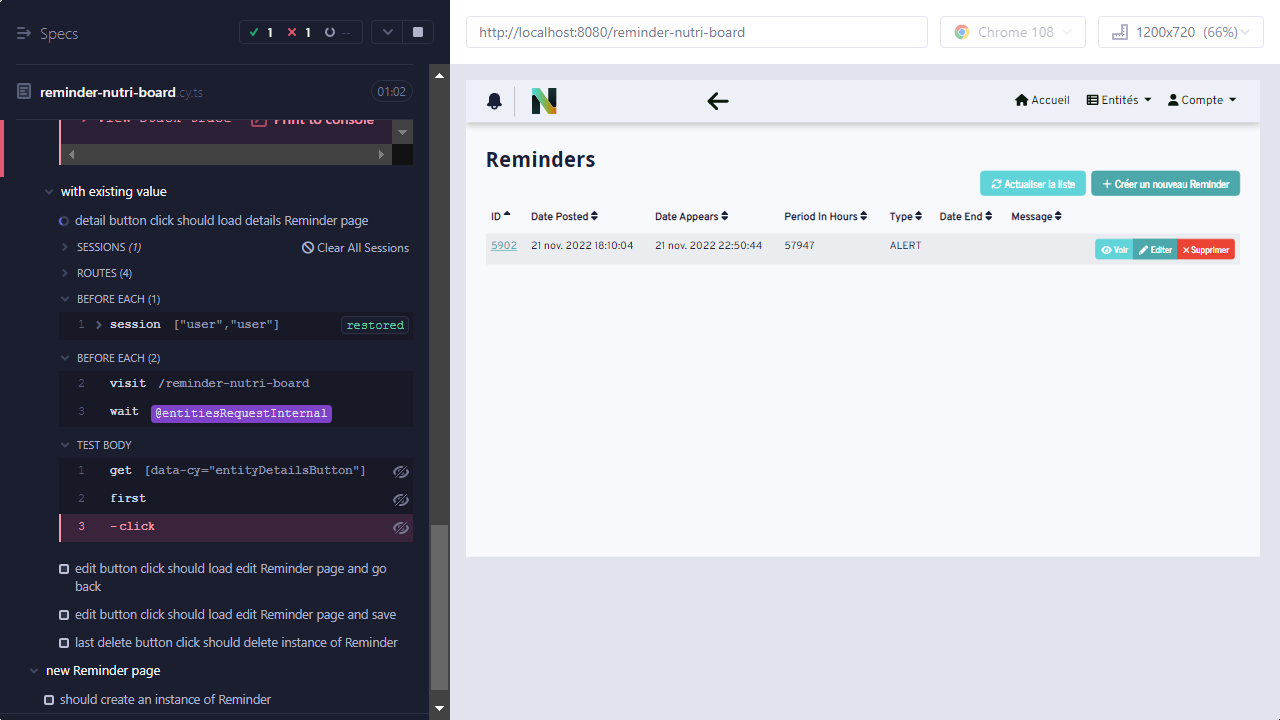 Specs
1 1 --
reminder-nutri-board.cy.ts 01:02
View stack trace Print to console
with existing value
detail button click should load details Reminder page
SESSIONS (1) Clear All Sessions
ROUTES (4)
BEFORE EACH (1)
1 session ["user","user"] restored
BEFORE EACH (2)
2 visit /reminder-nutri-board
3 wait @entitiesRequestInternal
TEST BODY
1 get [data-cy="entityDetailsButton"]
2 first
3 -click
edit button click should load edit Reminder page and go
back
edit button click should load edit Reminder page and save
last delete button click should delete instance of Reminder
new Reminder page
should create an instance of Reminder
http://localhost:8080/reminder-nutri-board Chrome 108 1200x720 (66%)
N Accueil Entités Compte
Reminders
Actualiser la liste Créer un nouveau Reminder
ID Date Posted Date Appears Period In Hours Type Date End Message
5902 21 nov. 2022 18:10:04 21 nov. 2022 22:50:44 57947 ALERT Voir Editer Supprimer